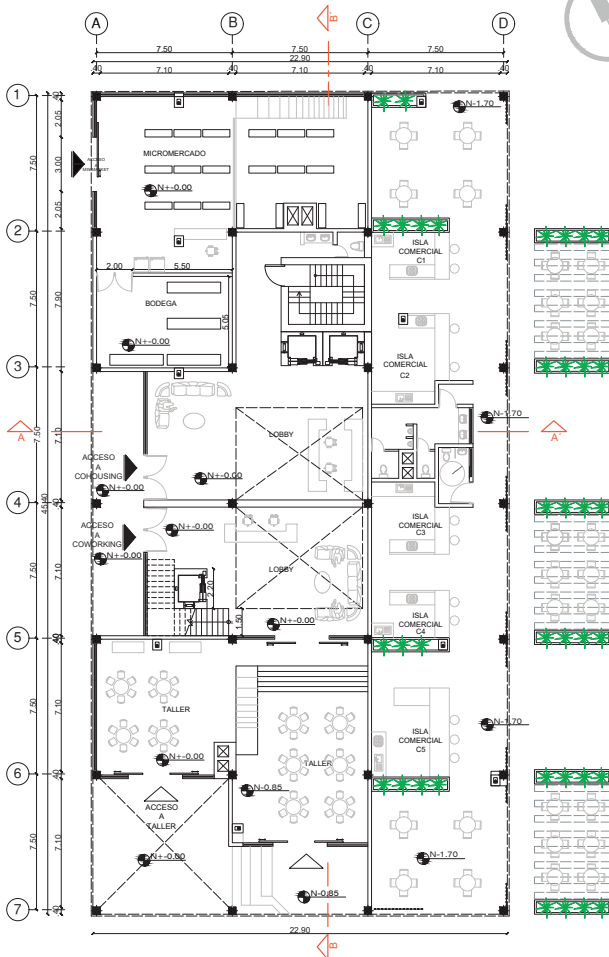 A
B
C
D
B´
7.50
7.50
7.50
22.90
.40
7.10
.40
7.10
.40
7.10
.40
1
2
3
4
5
6
7
.40
2.05
3.00
2.05
7.50
7.50
7.90
7.50
7.10
45.40
.40
7.50
7.10
.40
7.50
7.10
7.50
7.10
.40
ACCESO
A
MINIMARKET
MICROMERCADO
N+-0.00
N-1.70
2.00
5.50
5.05
BODEGA
N+-0.00
ISLA
COMERCIAL
C1
ISLA
COMERCIAL
C2
A
A´
N-1.70
LOBBY
ACCESO
A
COHOUSING
N+-0.00
N+-0.00
ACCESO
A
COWORKING
N+-0.00
N+-0.00
LOBBY
ISLA
COMERCIAL
C3
2.20
1.50
N+-0.00
ISLA
COMERCIAL
C4
TALLER
N+-0.00
TALLER
N-0.85
ISLA
COMERCIAL
C5
N-1.70
ACCESO
A
TALLER
N+-0.00
N-1.70
N-0.85
22.90
B